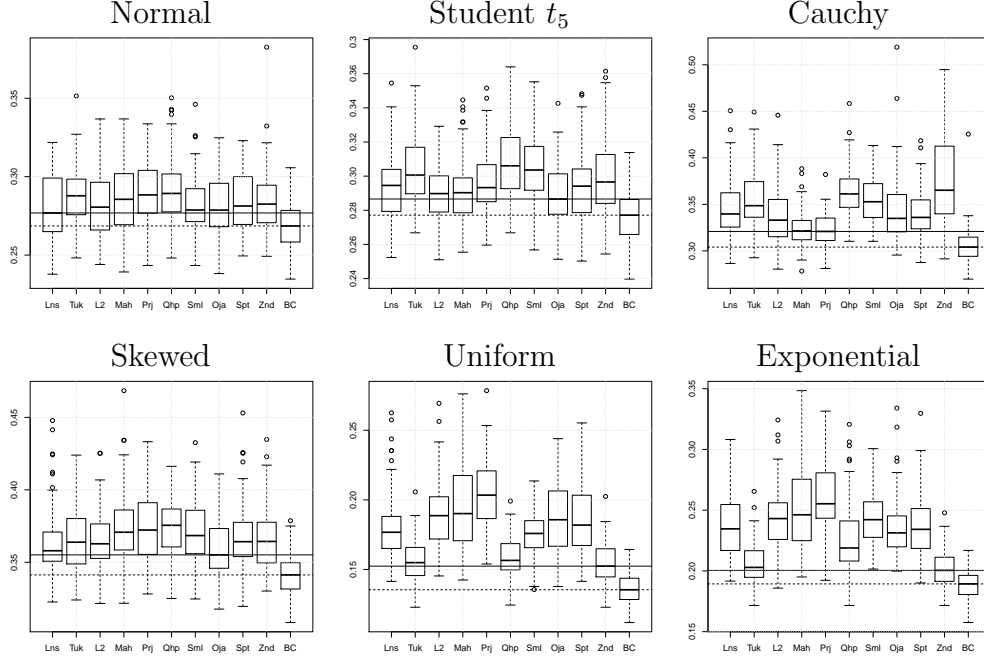 Normal
Student t5
Cauchy
0.35
0.30
0.25
Lns Tuk L2 Mah Prj Qhp Sml Oja Spt Znd BC
0.3
0.36
0.34
0.32
0.30
0.28
0.26
0.24
Lns Tuk L2 Mah Prj Qhp Sml Oja Spt Znd BC
0.50
0.45
0.40
0.35
0.30
Lns Tuk L2 Mah Prj Qhp Sml Oja Spt Znd BC
Skewed
Uniform
Exponential
0.45
0.40
0.35
Lns Tuk L2 Mah Prj Qhp Sml Oja Spt Znd BC
0.25
0.20
0.15
Lns Tuk L2 Mah Prj Qhp Sml Oja Spt Znd BC
0.35
0.30
0.25
0.20
0.15
Lns Tuk L2 Mah Prj Qhp Sml Oja Spt Znd BC